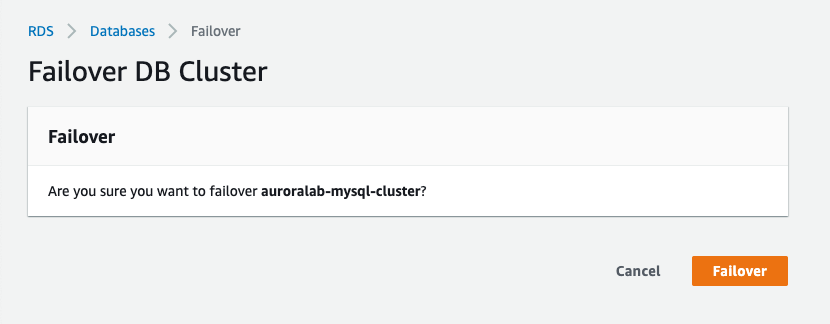 RDS > Databases > Failover
Failover DB Cluster
Failover
Are you sure you want to failover auroralab-mysql-cluster?
Cancel Failover